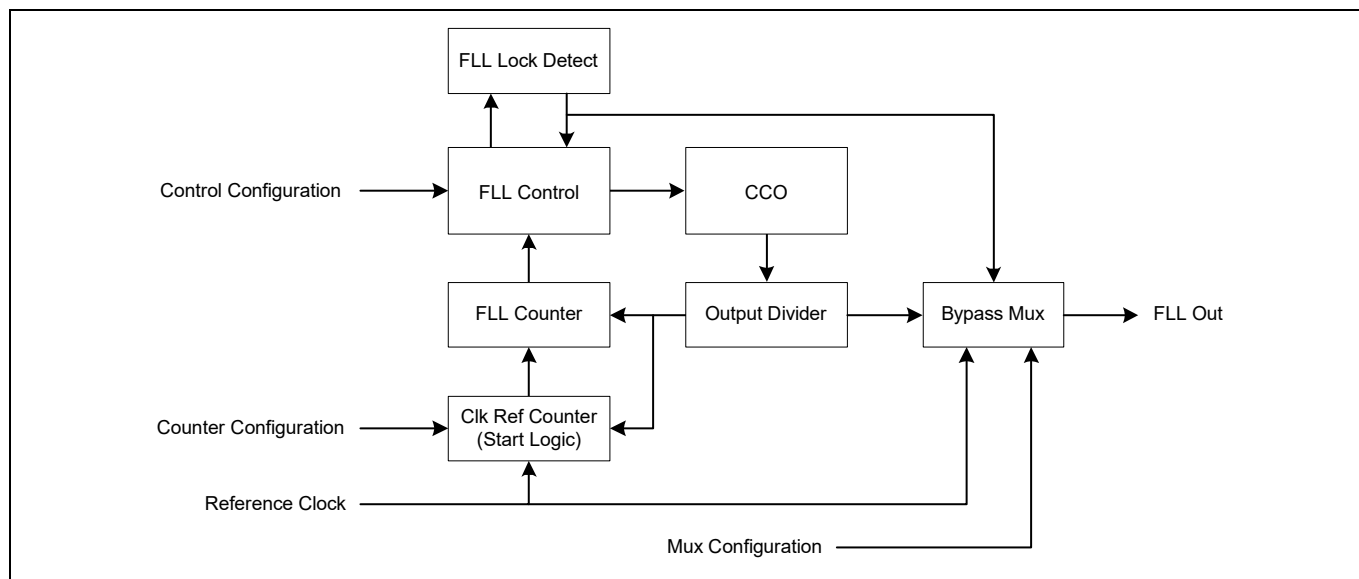 FLL Lock Detect
Control Configuration
FLL Control
CCO
FLL Counter
Output Divider
Bypass Mux
FLL Out
Counter Configuration
Clk Ref Counter
(Start Logic)
Reference Clock
Mux Configuration